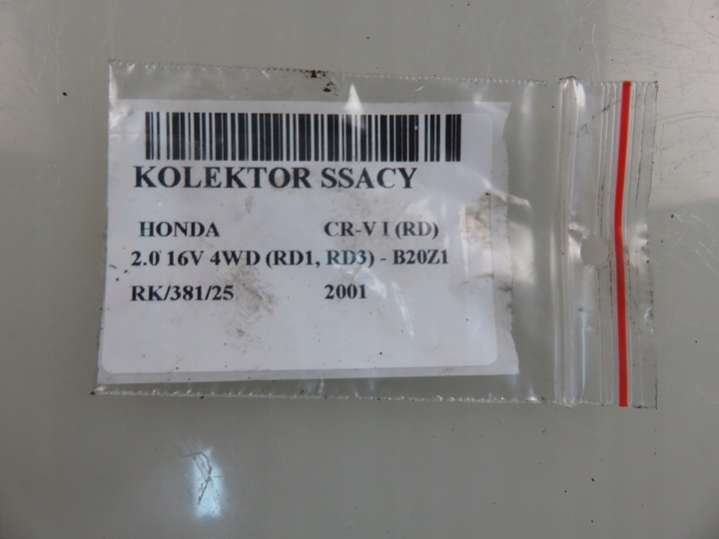 KOLEKTOR SSACY
HONDA CR-V I (RD)
2.0 16V 4WD (RD1, RD3) - B20Z1
RK/381/25 2001